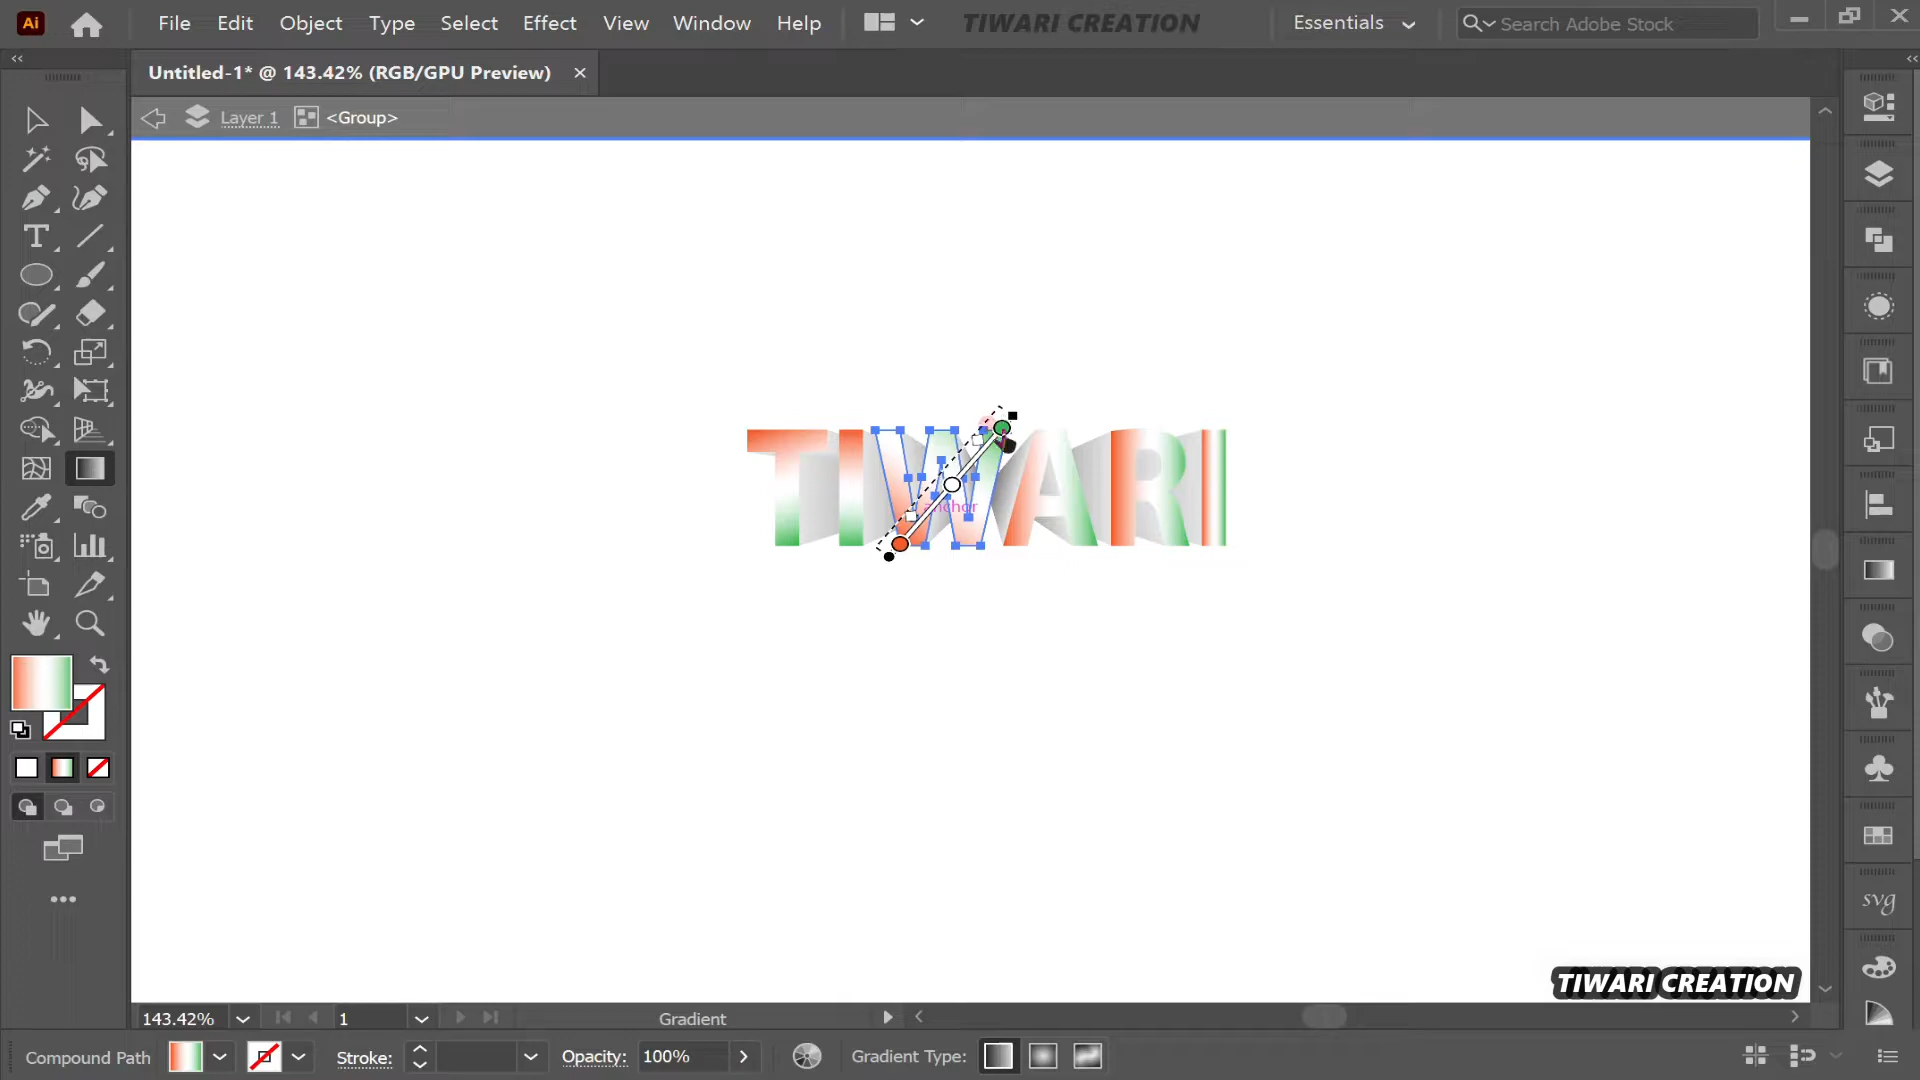 Ai File Edit Object Type Select Effect View Window Help TIWARI CREATION Essentials Search Adobe Stock
Untitled-1* @ 143.42% (RGB/GPU Preview)
Layer 1 <Group>
TIWARI
anchor
svg
TIWARI CREATION
143.42% 1 Gradient
Compound Path Stroke: Opacity: 100% Gradient Type: